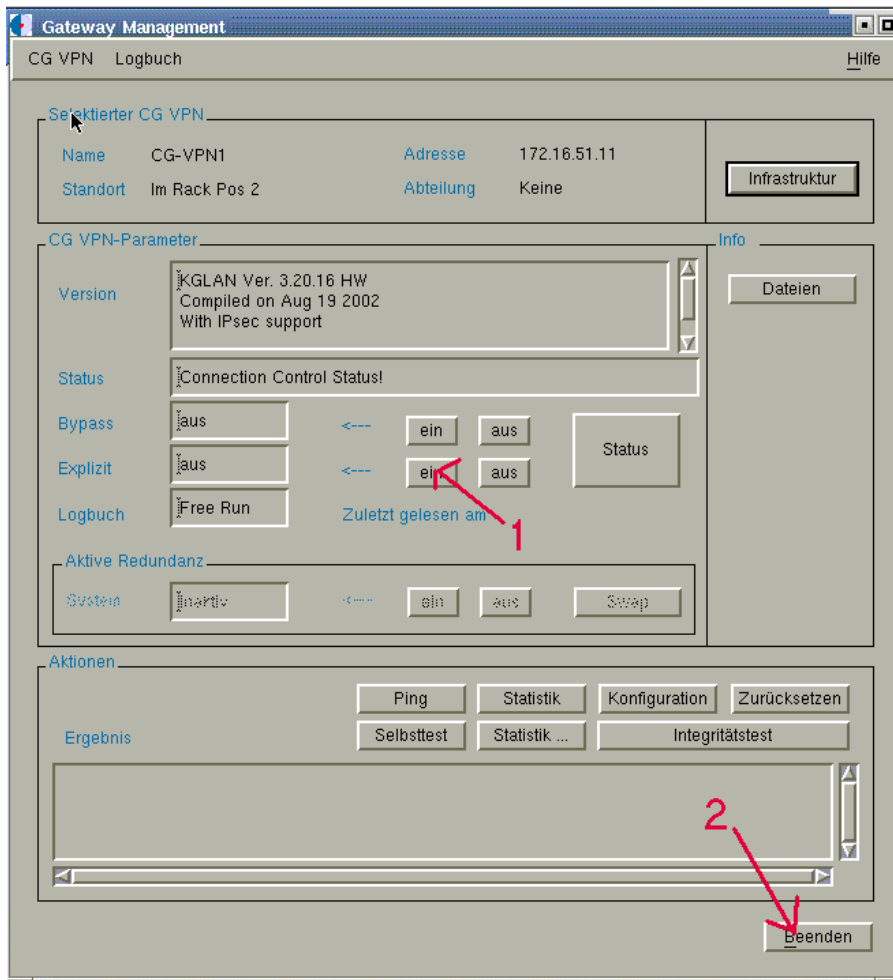 Gateway Management
CG VPN Logbuch Hilfe
Selektierter CG VPN
Name CG-VPN1 Adresse 172.16.51.11
Standort Im Rack Pos 2 Abteilung Keine
Infrastruktur
CG VPN-Parameter
Info
Version KGLAN Ver. 3.20.16 HW
Compiled on Aug 19 2002
With IPsec support
Dateien
Status Connection Control Status!
Bypass aus <--- ein aus
Status
Explizit aus <--- ein aus
Logbuch Free Run Zuletzt gelesen am
1
Aktive Redundanz
System Inaktiv <--- ein aus Swap
Aktionen
Ping Statistik Konfiguration Zurücksetzen
Ergebnis Selbsttest Statistik ... Integritätstest
2
Beenden